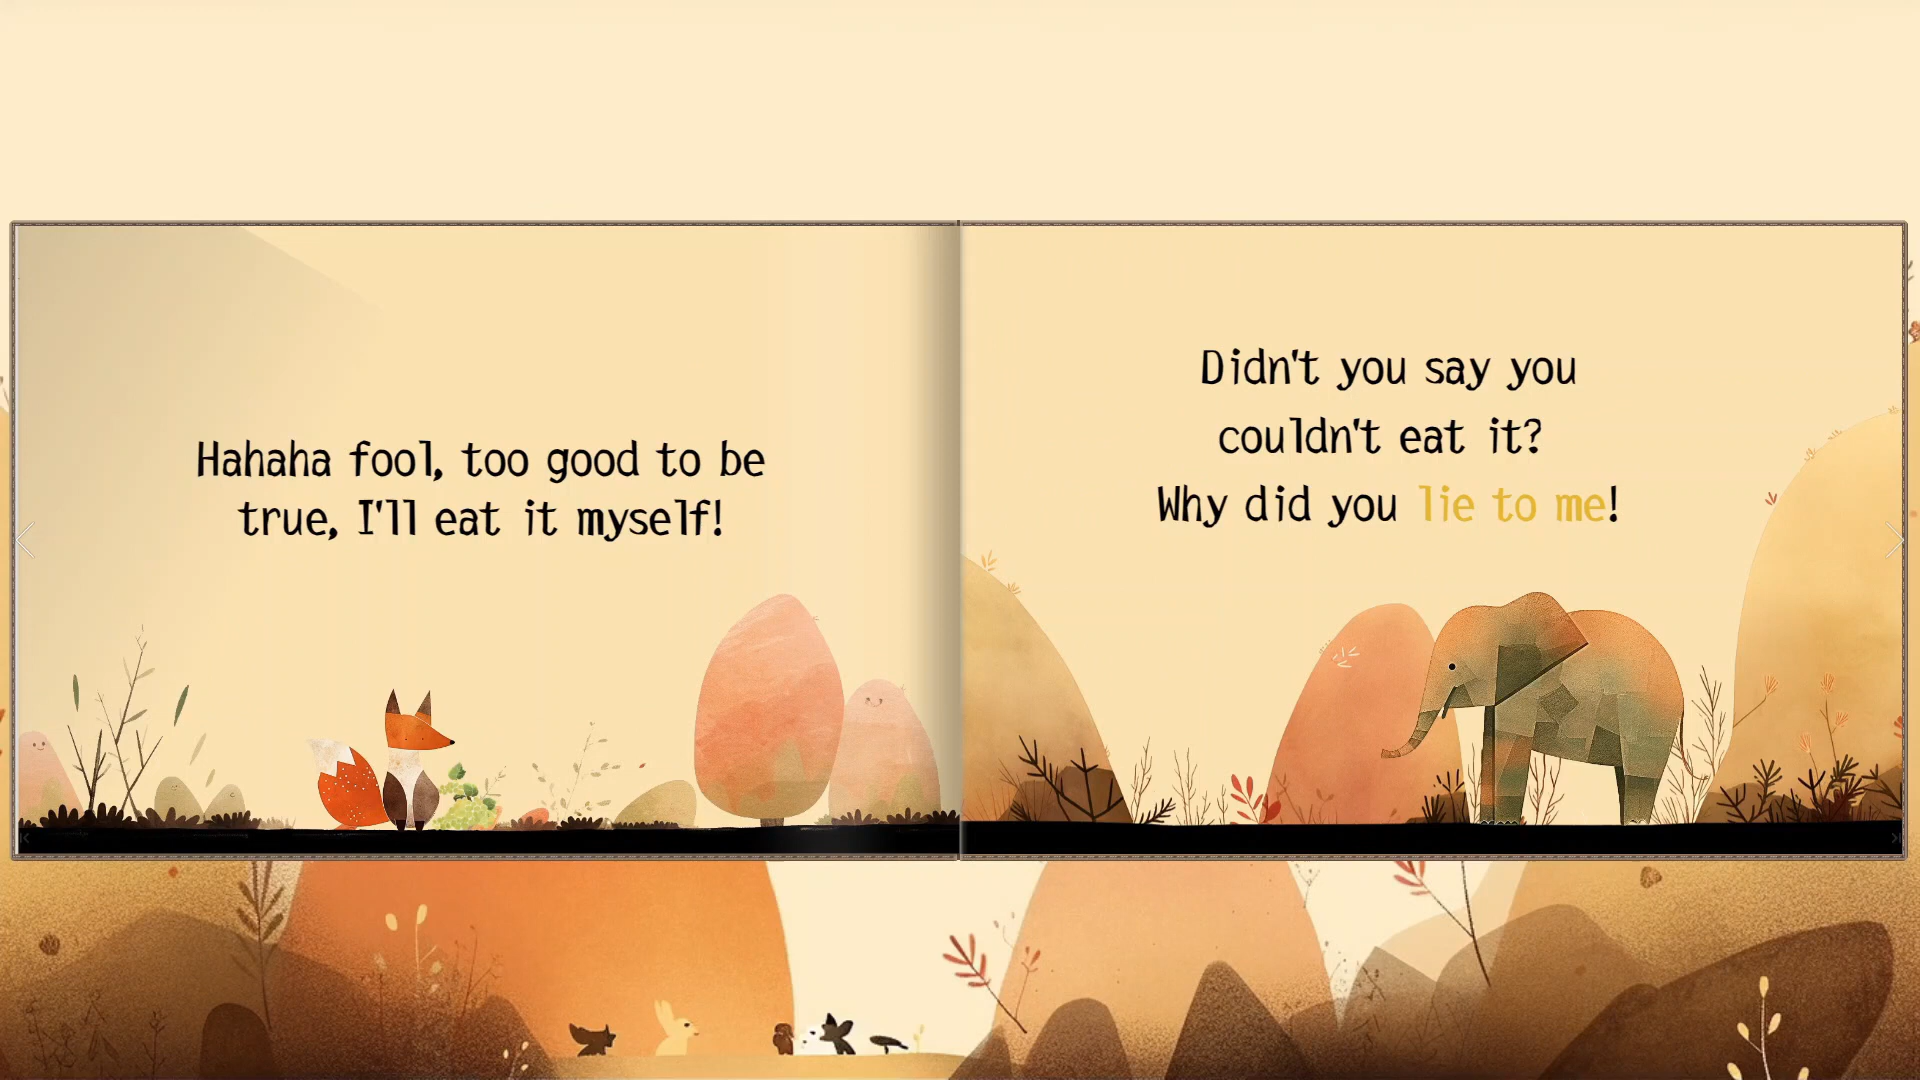 Hahaha fool, too good to be
true, I'll eat it myself!
Didn't you say you
couldn't eat it?
Why did you lie to me!